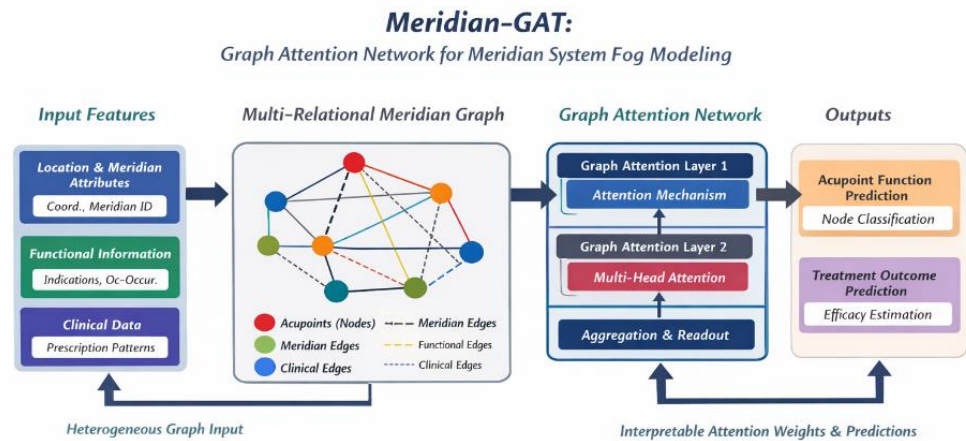 Meridian-GAT:
Graph Attention Network for Meridian System Fog Modeling
Input Features
Location & Meridian
Attributes
Coord., Meridian ID
Functional Information
Indications, Oc-Occur.
Clinical Data
Prescription Patterns
Multi-Relational Meridian Graph
Acupoints (Nodes)
Meridian Edges
Clinical Edges
Meridian Edges
Functional Edges
Clinical Edges
Graph Attention Network
Graph Attention Layer 1
Attention Mechanism
Graph Attention Layer 2
Multi-Head Attention
Aggregation & Readout
Outputs
Acupoint Function
Prediction
Node Classification
Treatment Outcome
Prediction
Efficacy Estimation
Heterogeneous Graph Input
Interpretable Attention Weights & Predictions